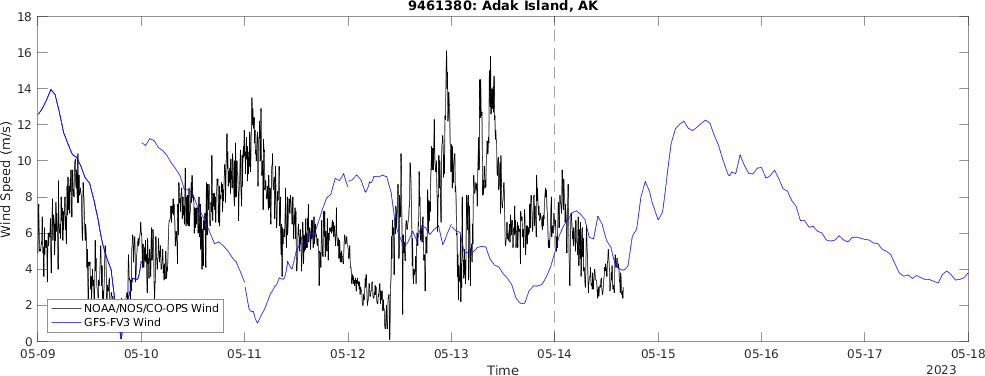 9461380: Adak Island, AK
18
16
14
12
10
8
6
4
2
0
Wind Speed (m/s)
NOAA/NOS/CO-OPS Wind
GFS-FV3 Wind
05-09 05-10 05-11 05-12 05-13 05-14 05-15 05-16 05-17 05-18
Time
2023